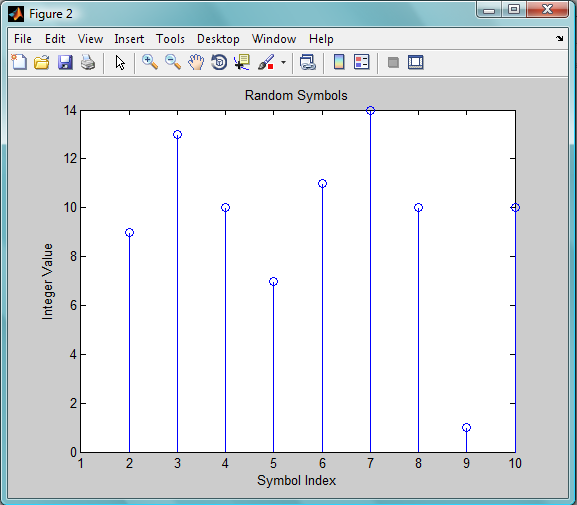 Figure 2
File Edit View Insert Tools Desktop Window Help
Random Symbols
14
12
10
8
6
4
2
0
Integer Value
1 2 3 4 5 6 7 8 9 10
Symbol Index